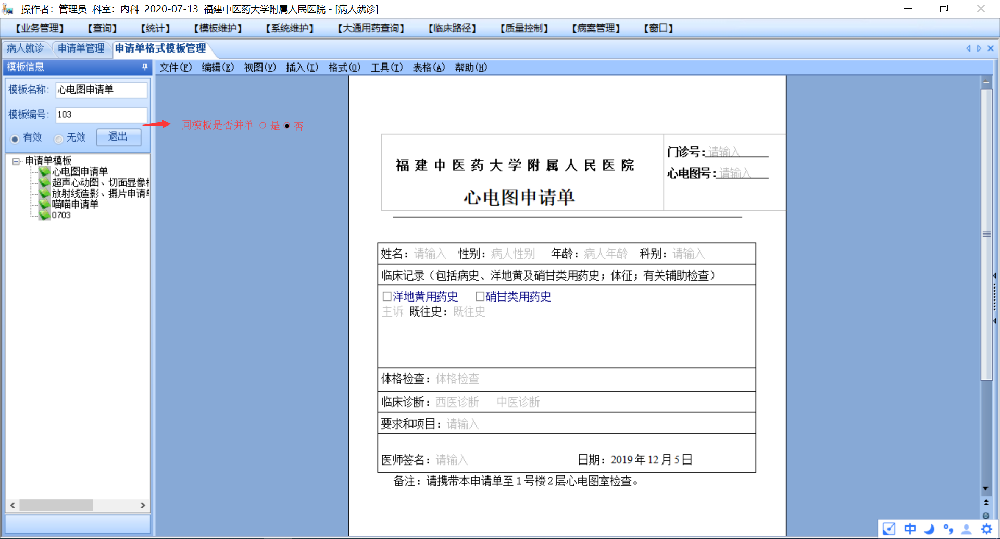 操作者：管理员 科室：内科 2020-07-13 福建中医药大学附属人民医院 - [病人就诊]
【业务管理】 【查询】 【统计】 【模板维护】 【系统维护】 【大通用药查询】 【临床路径】 【质量控制】 【病案管理】 【窗口】
病人就诊 申请单管理 申请单格式模板管理
模板信息
文件(F) 编辑(E) 视图(V) 插入(I) 格式(O) 工具(T) 表格(A) 帮助(H)
模板名称： 心电图申请单
模板编号： 103
有效 无效 退出
同模板是否并单 是 否
申请单模板
心电图申请单
超声心动图、切面显像
放射线造影、摄片申请单
喵喵申请单
0703
福建中医药大学附属人民医院
心电图申请单
门诊号：请输入
心电图号：请输入
姓名：请输入 性别：病人性别 年龄：病人年龄 科别：请输入
临床记录（包括病史、洋地黄及硝甘类用药史；体征；有关辅助检查）
□洋地黄用药史 □硝甘类用药史
主诉 既往史：既往史
体格检查：体格检查
临床诊断：西医诊断 中医诊断
要求和项目：请输入
医师签名：请输入 日期：2019年12月5日
备注：请携带本申请单至1号楼2层心电图室检查。
中